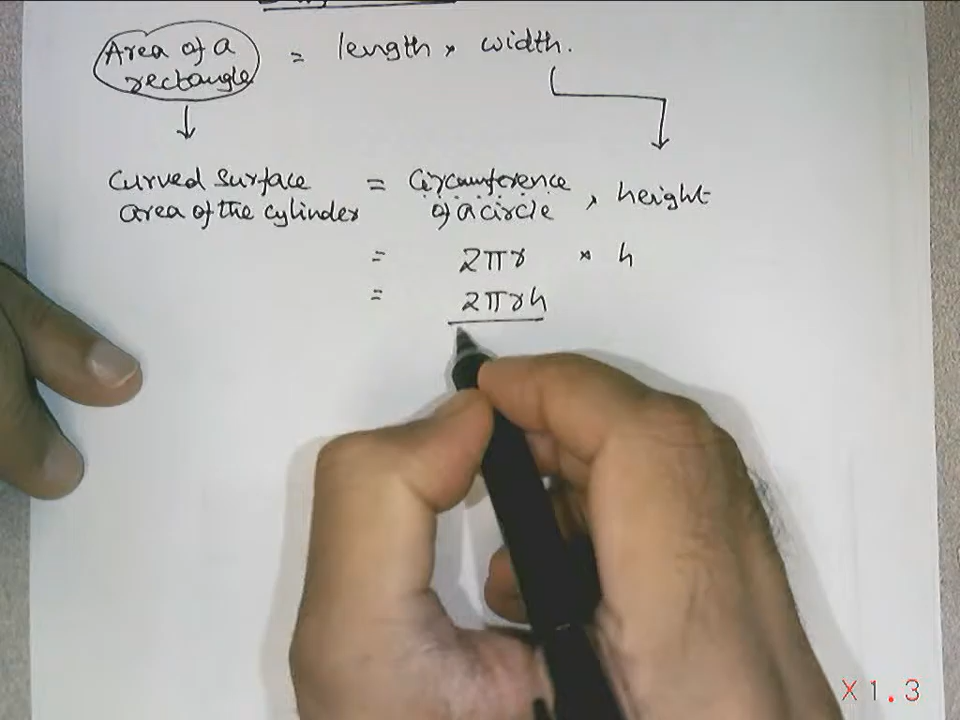 Area of a = length × width.
rectangle
Curved surface = Circumference × height
area of the cylinder of a circle
= 2πr × h
= 2πrh
X1.3